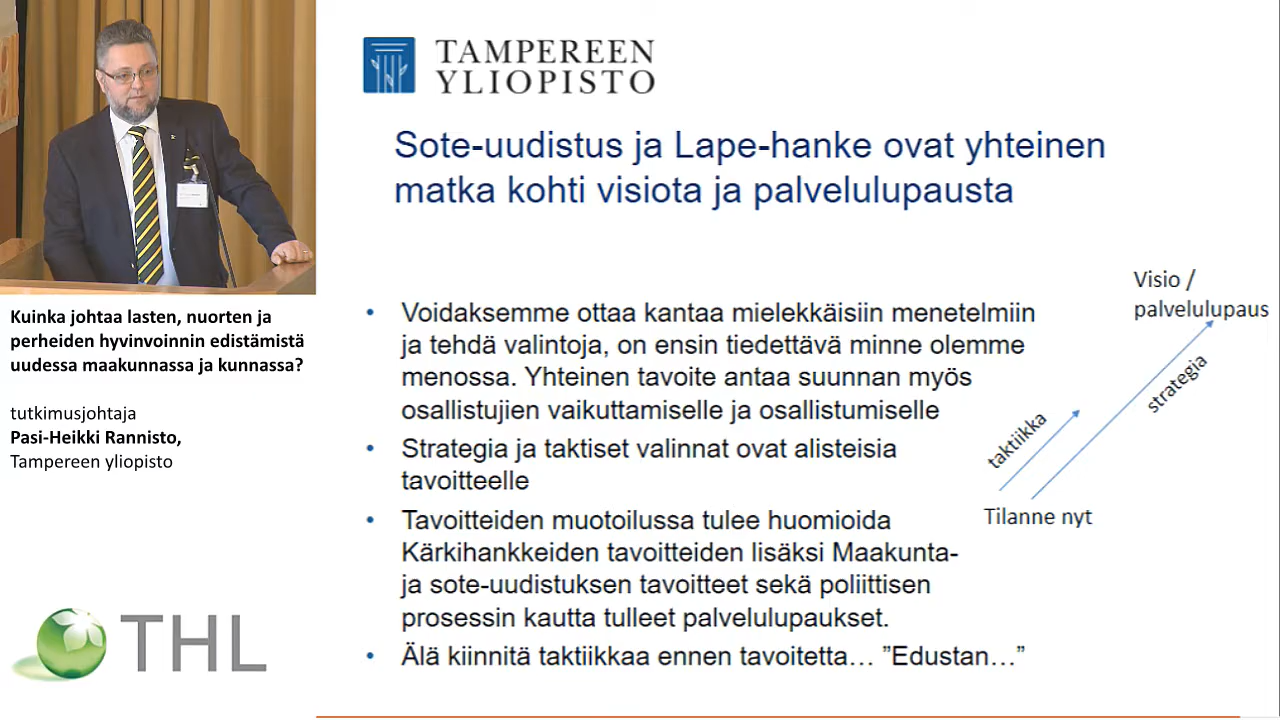 TAMPEREEN
YLIOPISTO
Sote-uudistus ja Lape-hanke ovat yhteinen
matka kohti visiota ja palvelulupausta
• Voidaksemme ottaa kantaa mielekkäisiin menetelmiin
ja tehdä valintoja, on ensin tiedettävä minne olemme
menossa. Yhteinen tavoite antaa suunnan myös
osallistujien vaikuttamiselle ja osallistumiselle
• Strategia ja taktiset valinnat ovat alisteisia
tavoitteelle
• Tavoitteiden muotoilussa tulee huomioida
Kärkihankkeiden tavoitteiden lisäksi Maakunta-
ja sote-uudistuksen tavoitteet sekä poliittisen
prosessin kautta tulleet palvelulupaukset.
• Älä kiinnitä taktiikkaa ennen tavoitetta… ”Edustan…”
Visio /
palvelulupaus
strategia
taktiikka
Tilanne nyt
Kuinka johtaa lasten, nuorten ja
perheiden hyvinvoinnin edistämistä
uudessa maakunnassa ja kunnassa?
tutkimusjohtaja
Pasi-Heikki Rannisto,
Tampereen yliopisto
THL